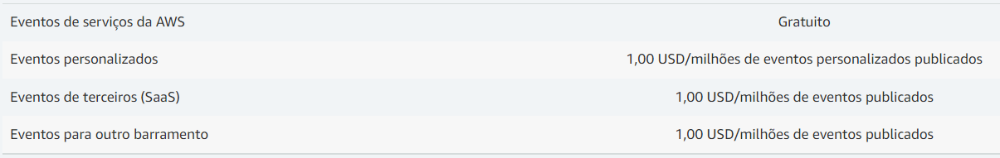 Eventos de serviços da AWS Gratuito
Eventos personalizados 1,00 USD/milhões de eventos personalizados publicados
Eventos de terceiros (SaaS) 1,00 USD/milhões de eventos publicados
Eventos para outro barramento 1,00 USD/milhões de eventos publicados